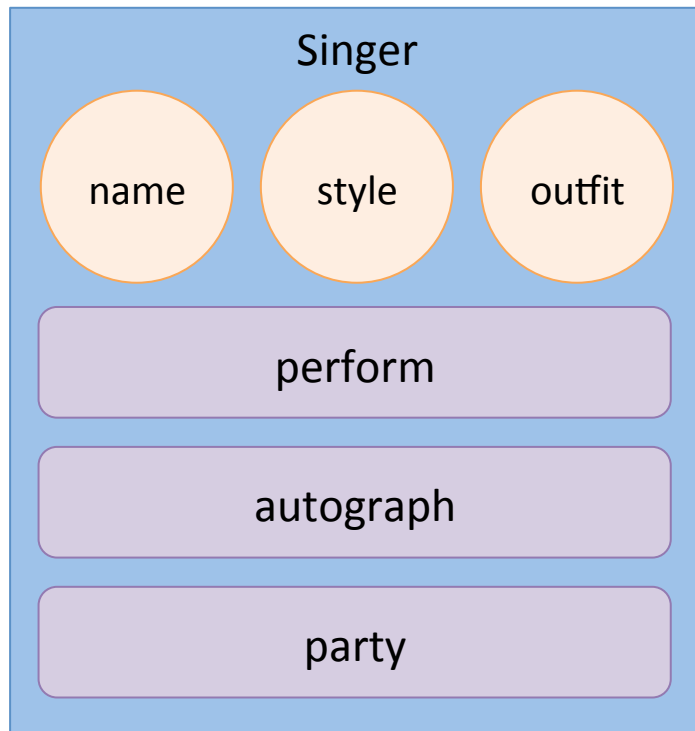 Singer
name style outfit
perform
autograph
party